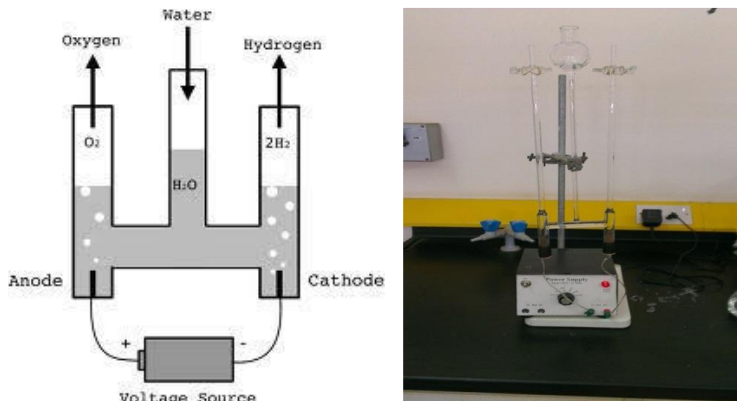 Water
Oxygen
Hydrogen
O₂
2H₂
H₂O
Anode
Cathode
+
-
Voltage Source
Power Supply